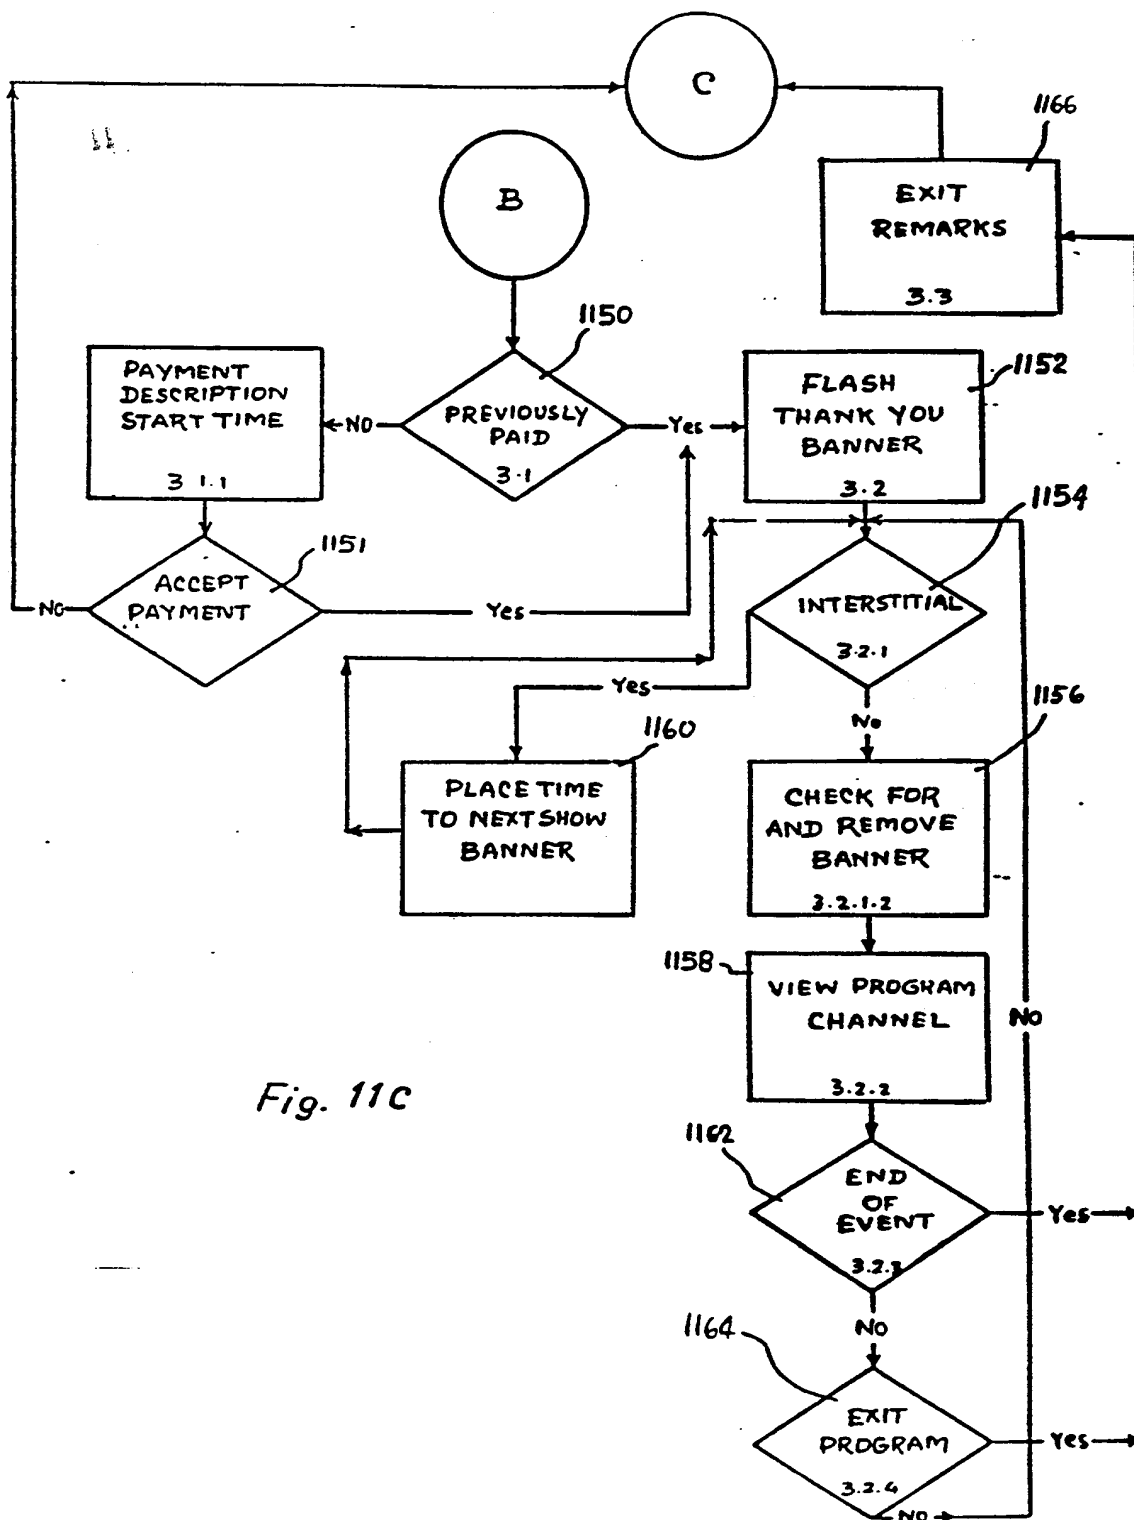 C
1166
EXIT
REMARKS
3.3
B
1150
PREVIOUSLY
PAID
3.1
NO
Yes
PAYMENT
DESCRIPTION
START TIME
3 1.1
1151
ACCEPT
PAYMENT
No
Yes
1152
FLASH
THANK YOU
BANNER
3.2
1154
INTERSTITIAL
3.2.1
Yes
No
1160
PLACE TIME
TO NEXT SHOW
BANNER
1156
CHECK FOR
AND REMOVE
BANNER
3.2.1.2
1158
VIEW PROGRAM
CHANNEL
3.2.2
NO
1162
END
OF
EVENT
3.2.3
Yes
NO
1164
EXIT
PROGRAM
3.2.4
Yes
NO
Fig. 11C